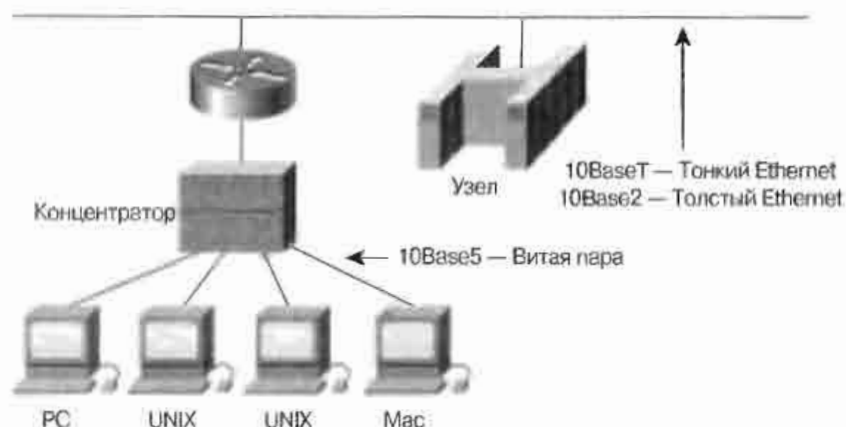 10BaseT — Тонкий Ethernet
10Base2 — Толстый Ethernet
Узел
Концентратор
10Base5 — Витая пара
PC
UNIX
UNIX
Mac